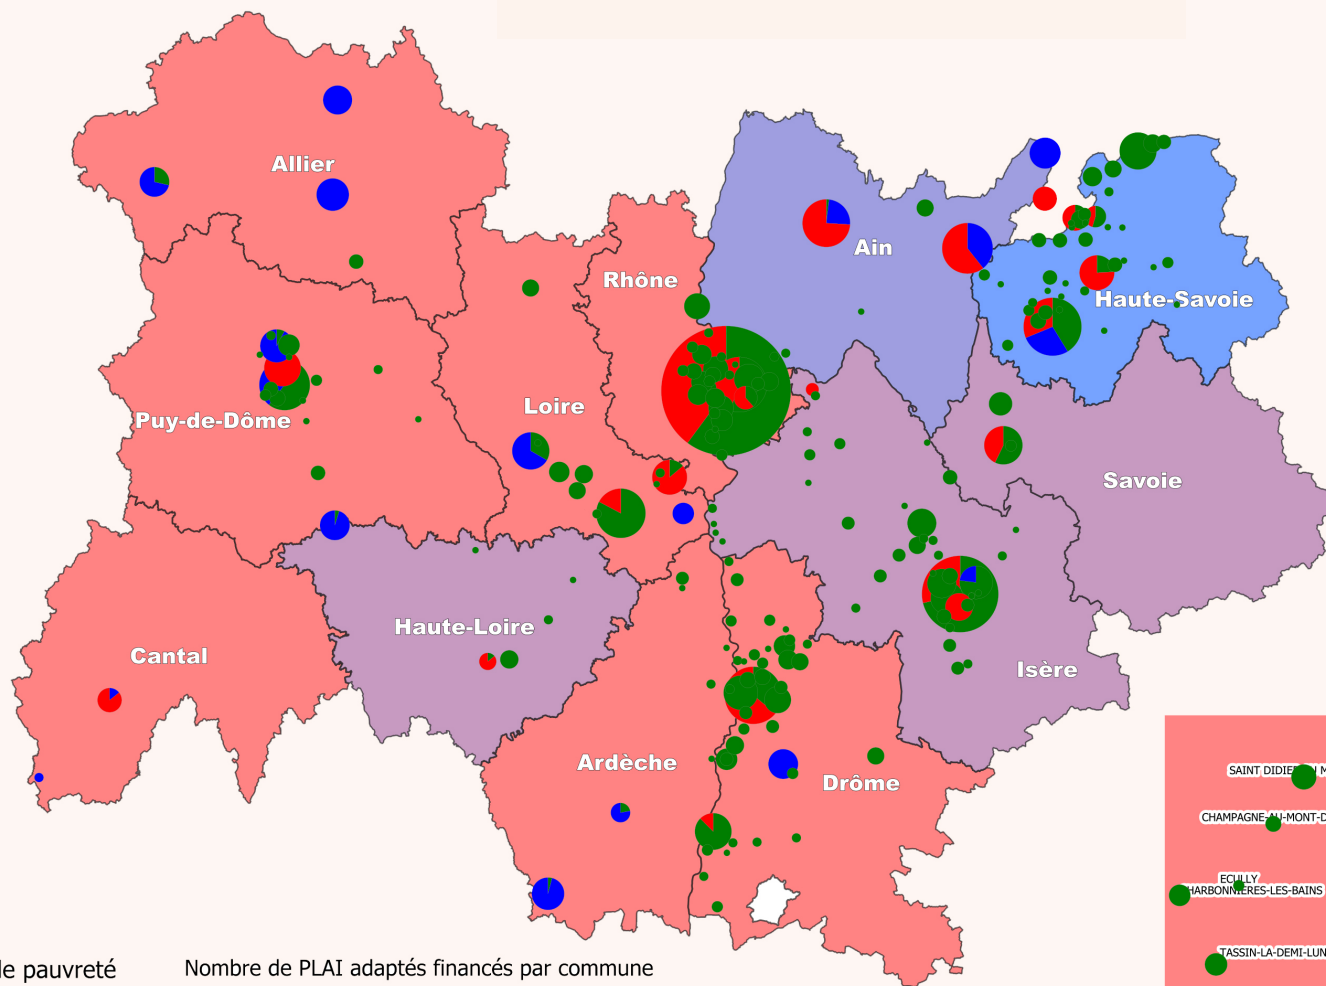 Allier
Rhône
Ain
Haute-Savoie
Puy-de-Dôme
Loire
Savoie
Haute-Loire
Cantal
Isère
Ardèche
Drôme
SAINT DIDIER
CHAMPAGNE-AU-MONT-D
ECULLY
CHARBONNIERES-LES-BAINS
TASSIN-LA-DEMI-LUN
de pauvreté
Nombre de PLAI adaptés financés par commune